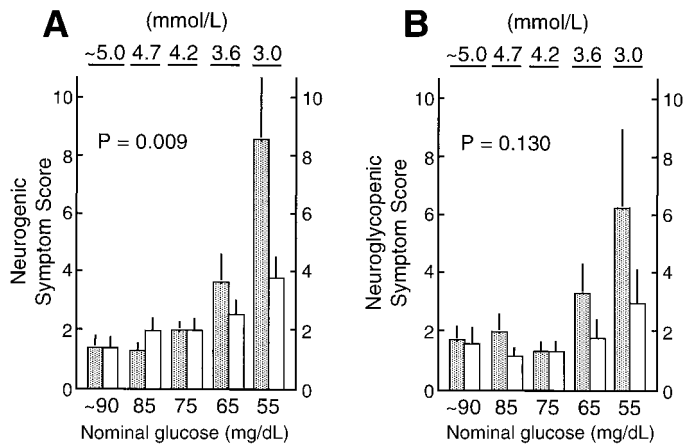 A
(mmol/L)
~5.0 4.7 4.2 3.6 3.0
10 10
P = 0.009
8 8
6 6
4 4
2 2
0 0
Neurogenic
Symptom Score
~90 85 75 65 55
Nominal glucose (mg/dL)
B
(mmol/L)
~5.0 4.7 4.2 3.6 3.0
10 10
P = 0.130
8 8
6 6
4 4
2 2
0 0
Neuroglycopenic
Symptom Score
~90 85 75 65 55
Nominal glucose (mg/dL)